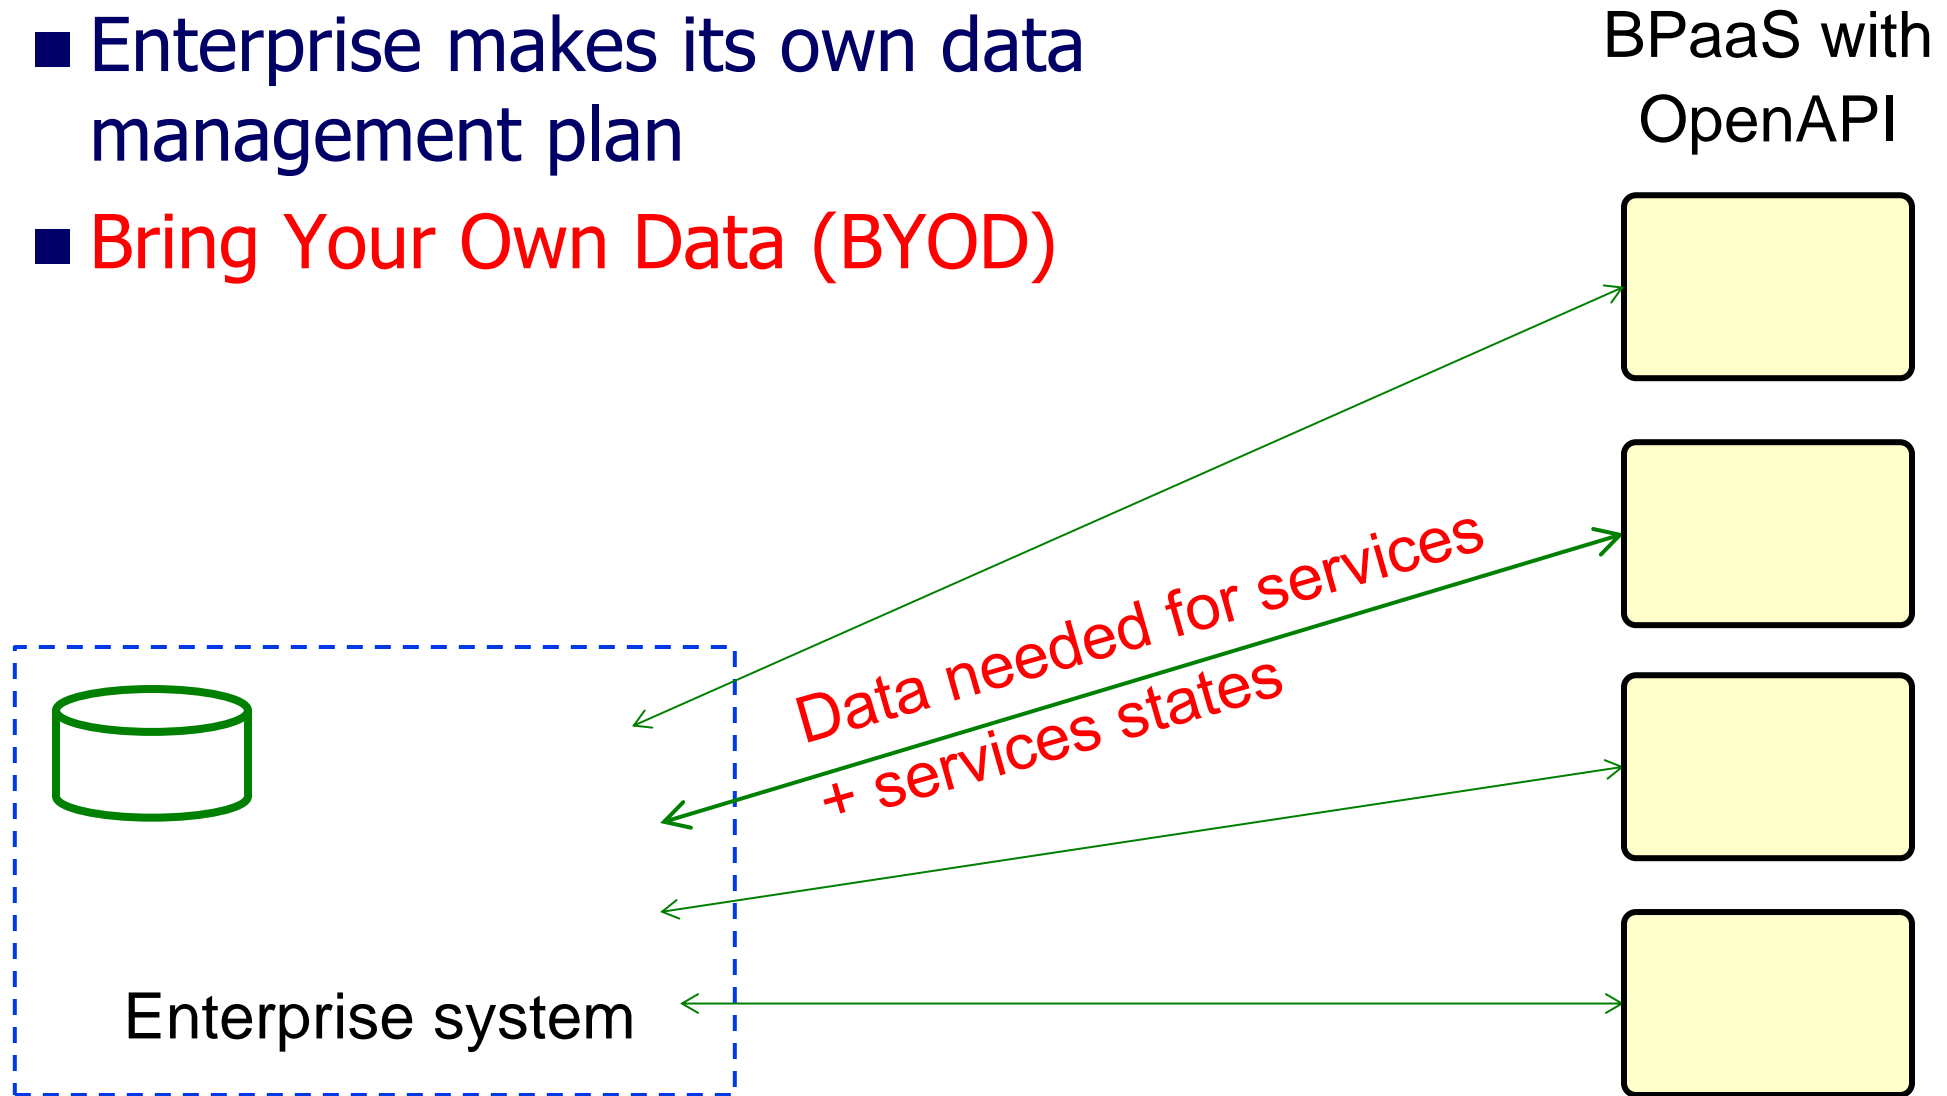 Enterprise makes its own data
management plan
Bring Your Own Data (BYOD)
BPaaS with
OpenAPI
Data needed for services
+ services states
Enterprise system